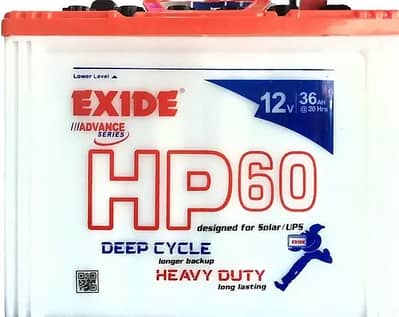 Lower Level ▲
EXIDE®
12V 36AH @ 20 Hrs
///ADVANCE
SERIES
HP60
designed for Solar/UPS
DEEP CYCLE
longer backup
EXIDE
HEAVY DUTY
long lasting